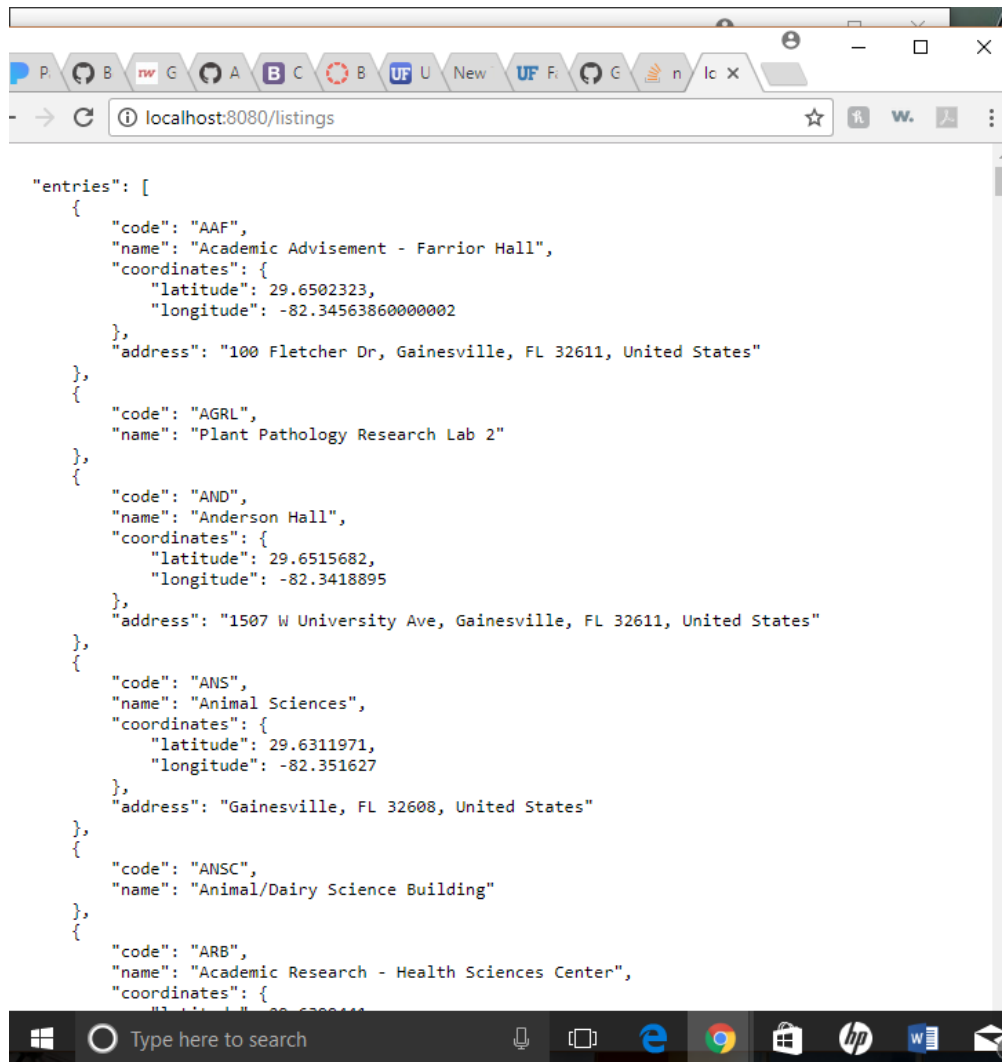 P. B rw G A B C B UF U New UF F G n lc
localhost:8080/listings
W.
"entries": [
{
"code": "AAF",
"name": "Academic Advisement - Farrior Hall",
"coordinates": {
"latitude": 29.6502323,
"longitude": -82.34563860000002
},
"address": "100 Fletcher Dr, Gainesville, FL 32611, United States"
},
{
"code": "AGRL",
"name": "Plant Pathology Research Lab 2"
},
{
"code": "AND",
"name": "Anderson Hall",
"coordinates": {
"latitude": 29.6515682,
"longitude": -82.3418895
},
"address": "1507 W University Ave, Gainesville, FL 32611, United States"
},
{
"code": "ANS",
"name": "Animal Sciences",
"coordinates": {
"latitude": 29.6311971,
"longitude": -82.351627
},
"address": "Gainesville, FL 32608, United States"
},
{
"code": "ANSC",
"name": "Animal/Dairy Science Building"
},
{
"code": "ARB",
"name": "Academic Research - Health Sciences Center",
"coordinates": {
Type here to search